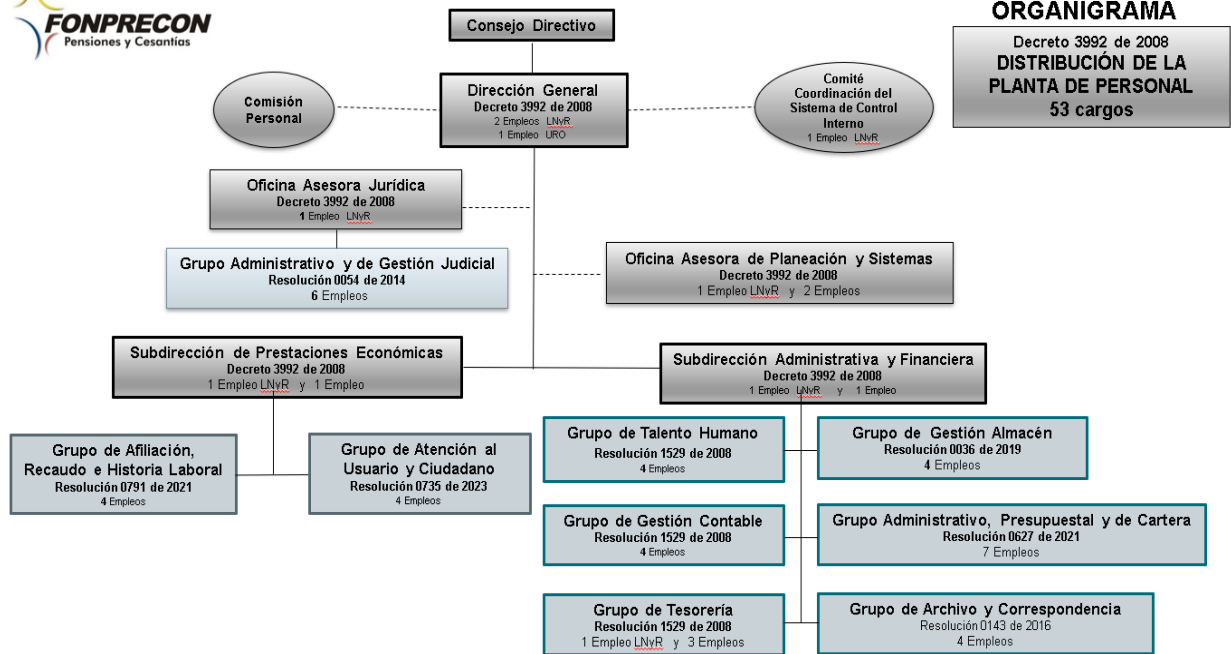 FONPRECON
Pensiones y Cesantías
ORGANIGRAMA
Decreto 3992 de 2008
DISTRIBUCIÓN DE LA
PLANTA DE PERSONAL
53 cargos
Consejo Directivo
Comisión
Personal
Dirección General
Decreto 3992 de 2008
2 Empleos LNyR
1 Empleo URO
Comité
Coordinación del
Sistema de Control
Interno
1 Empleo LNyR
Oficina Asesora Jurídica
Decreto 3992 de 2008
1 Empleo LNyR
Grupo Administrativo y de Gestión Judicial
Resolución 0054 de 2014
6 Empleos
Oficina Asesora de Planeación y Sistemas
Decreto 3992 de 2008
1 Empleo LNyR y 2 Empleos
Subdirección de Prestaciones Económicas
Decreto 3992 de 2008
1 Empleo LNyR y 1 Empleo
Subdirección Administrativa y Financiera
Decreto 3992 de 2008
1 Empleo LNyR y 1 Empleo
Grupo de Afiliación,
Recaudo e Historia Laboral
Resolución 0791 de 2021
4 Empleos
Grupo de Atención al
Usuario y Ciudadano
Resolución 0735 de 2023
4 Empleos
Grupo de Talento Humano
Resolución 1529 de 2008
4 Empleos
Grupo de Gestión Almacén
Resolución 0036 de 2019
4 Empleos
Grupo de Gestión Contable
Resolución 1529 de 2008
4 Empleos
Grupo Administrativo, Presupuestal y de Cartera
Resolución 0627 de 2021
7 Empleos
Grupo de Tesorería
Resolución 1529 de 2008
1 Empleo LNyR y 3 Empleos
Grupo de Archivo y Correspondencia
Resolución 0143 de 2016
4 Empleos